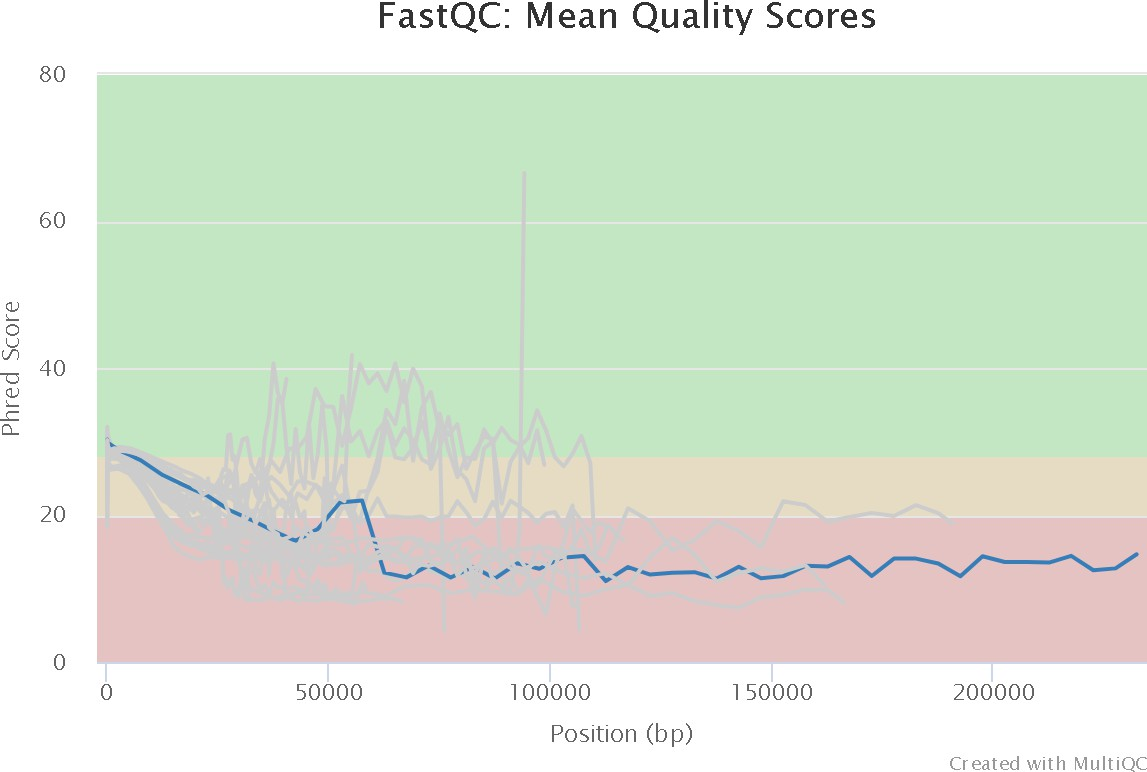 FastQC: Mean Quality Scores
80
60
40
20
0
Phred Score
0 50000 100000 150000 200000
Position (bp)
Created with MultiQC